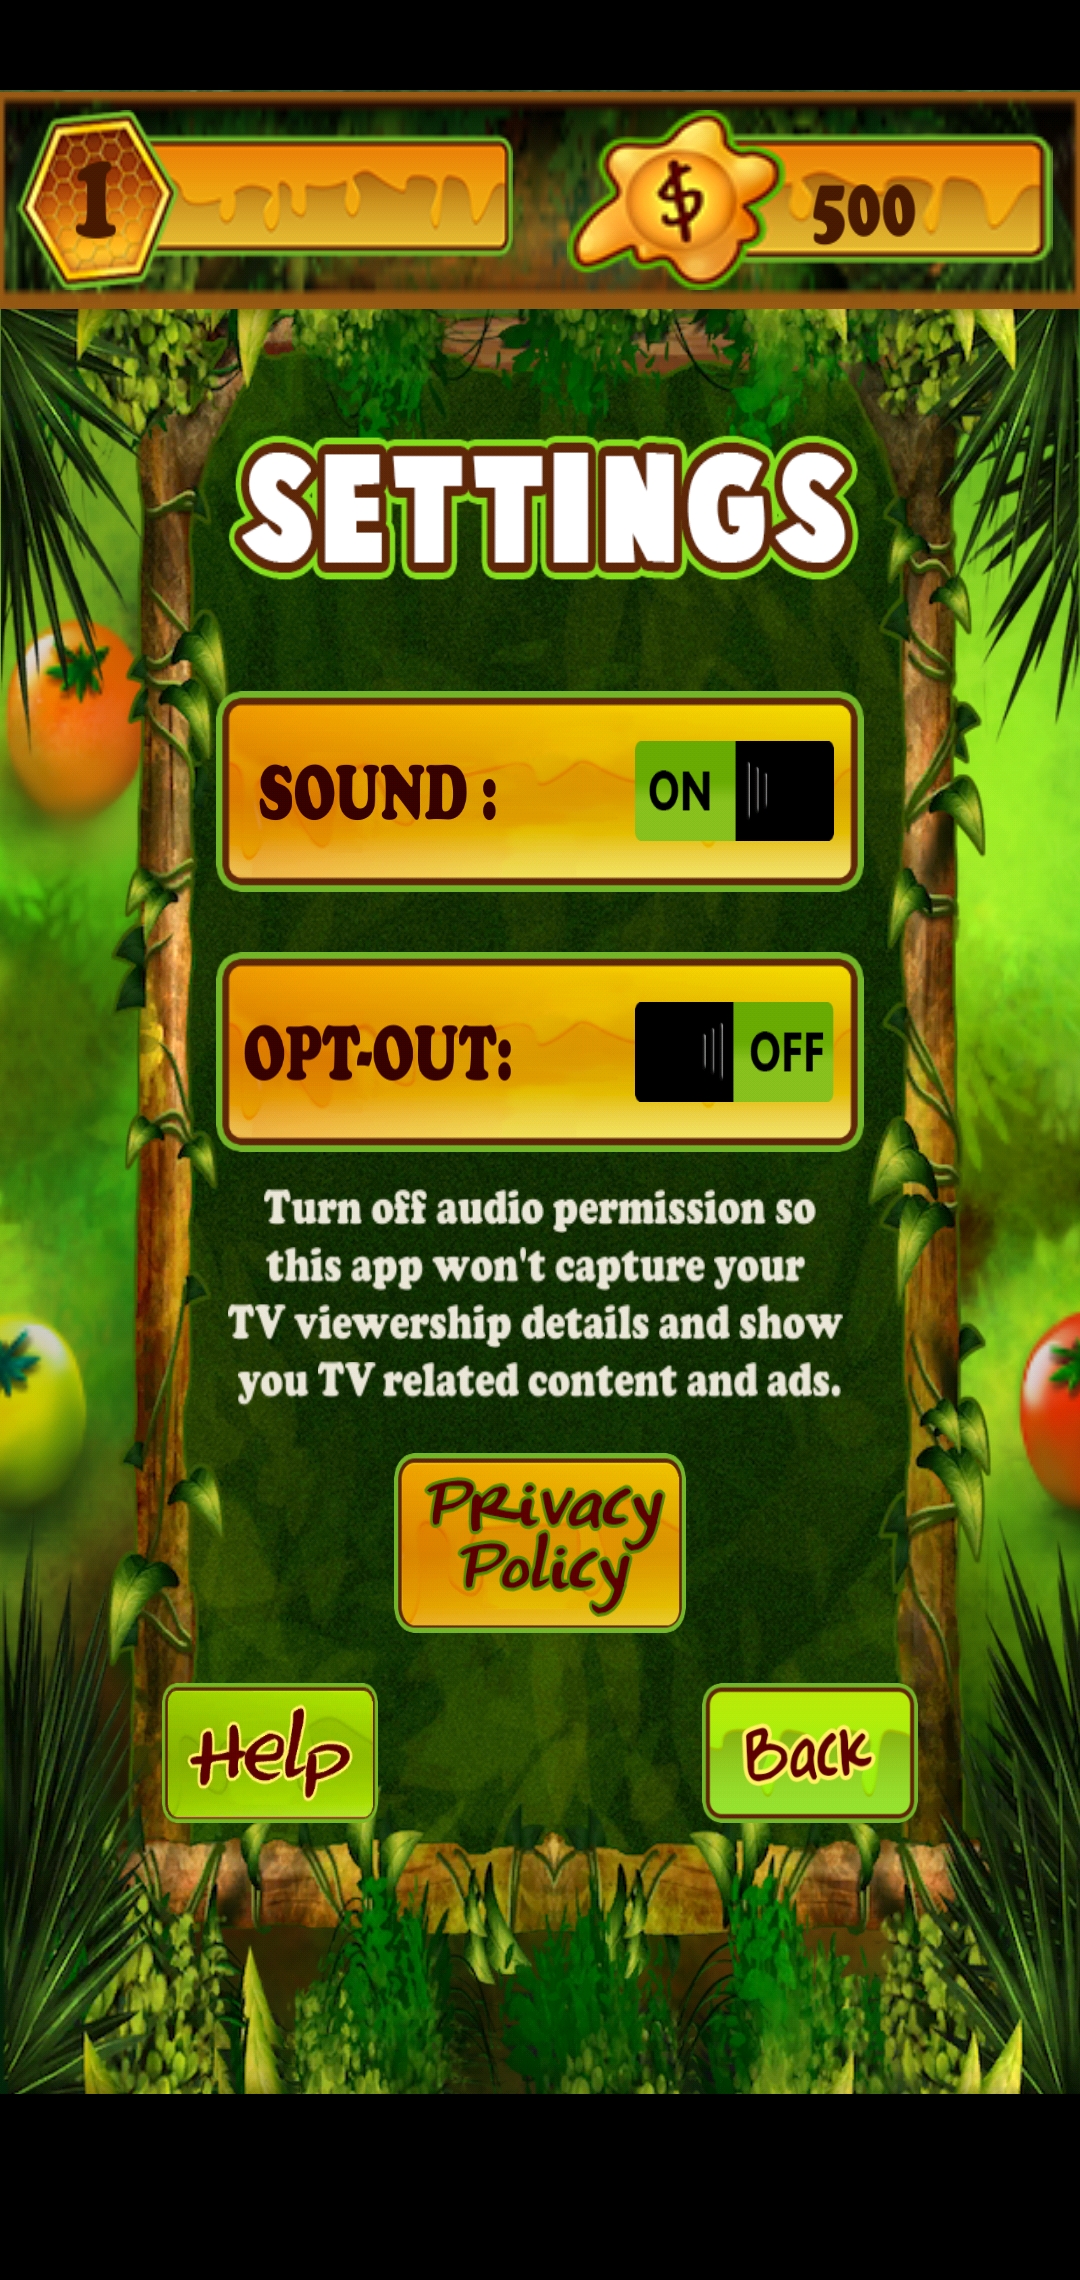 1
$ 500
SETTINGS
SOUND : ON
OPT-OUT: OFF
Turn off audio permission so
this app won't capture your
TV viewership details and show
you TV related content and ads.
Privacy
Policy
Help
Back